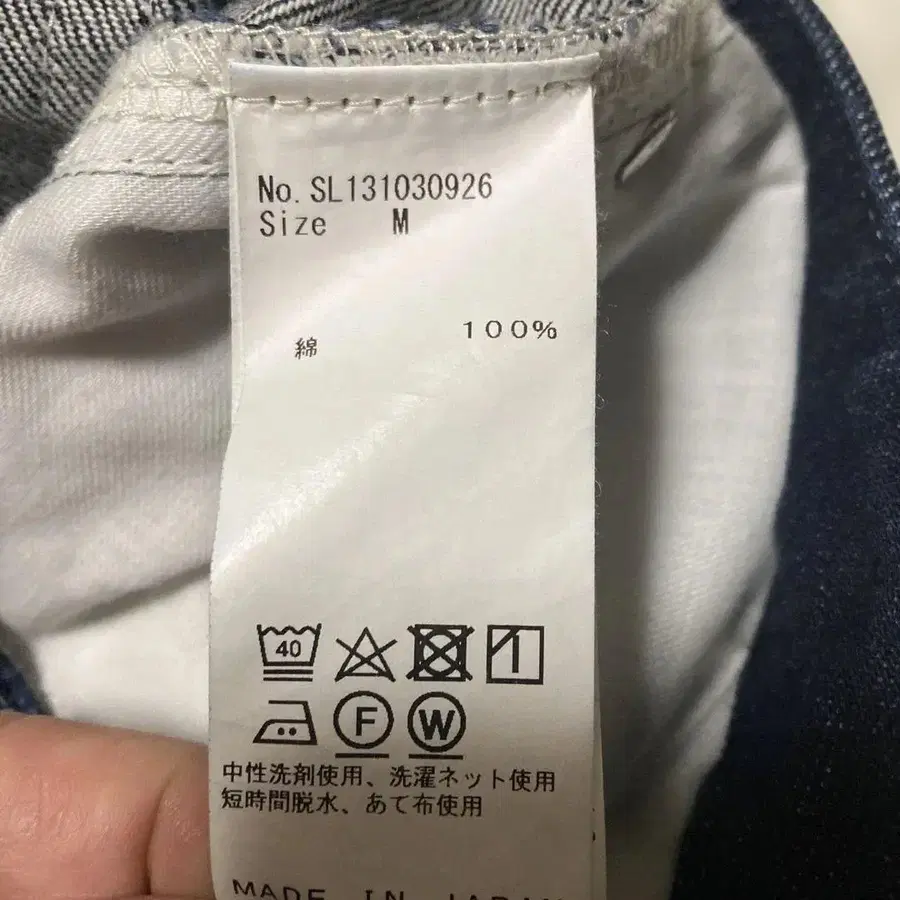 No. SL131030926
Size M
綿 100%
40
F W
中性洗剤使用、洗濯ネット使用
短時間脱水、あて布使用
MADE IN JAPAN